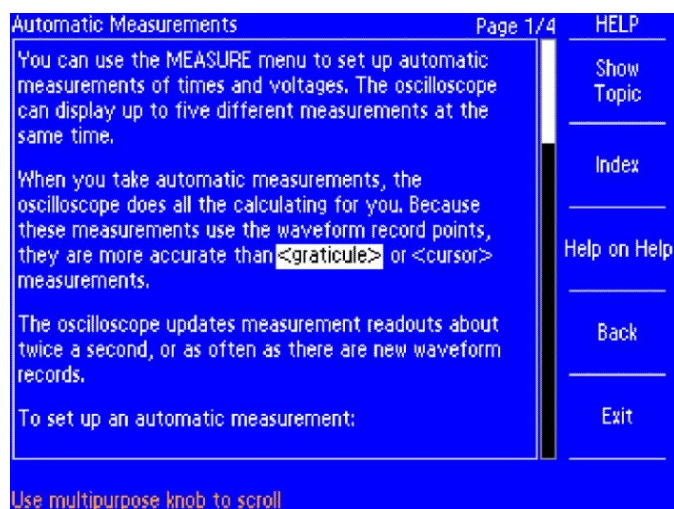 Automatic Measurements Page 1/4
You can use the MEASURE menu to set up automatic
measurements of times and voltages. The oscilloscope
can display up to five different measurements at the
same time.
When you take automatic measurements, the
oscilloscope does all the calculating for you. Because
these measurements use the waveform record points,
they are more accurate than <graticule> or <cursor>
measurements.
The oscilloscope updates measurement readouts about
twice a second, or as often as there are new waveform
records.
To set up an automatic measurement:
Use multipurpose knob to scroll
HELP
Show
Topic
Index
Help on Help
Back
Exit